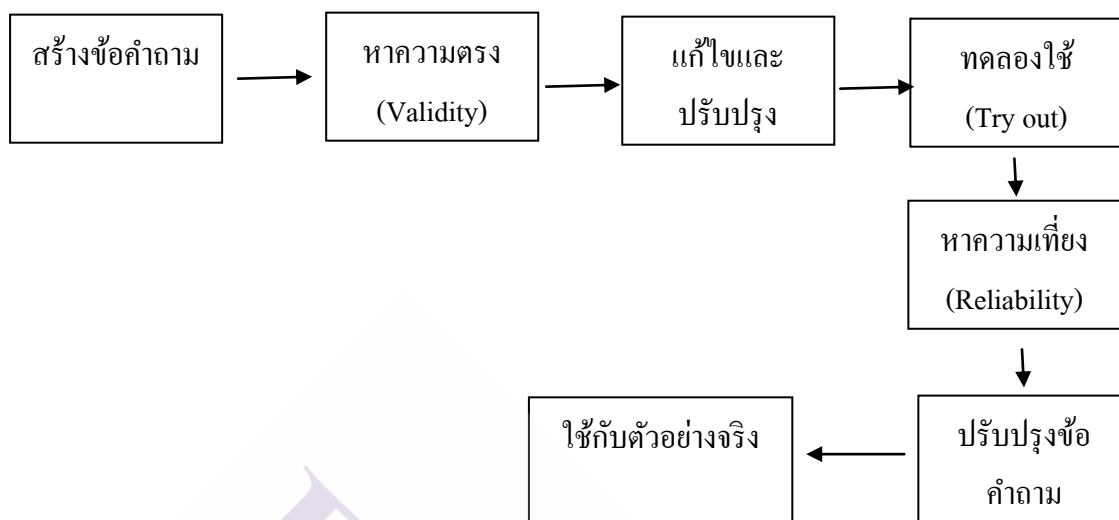 สร้างข้อคำถาม
หาความตรง
(Validity)
แก้ไขและ
ปรับปรุง
ทดลองใช้
(Try out)
หาความเที่ยง
(Reliability)
ปรับปรุงข้อ
คำถาม
ใช้กับตัวอย่างจริง